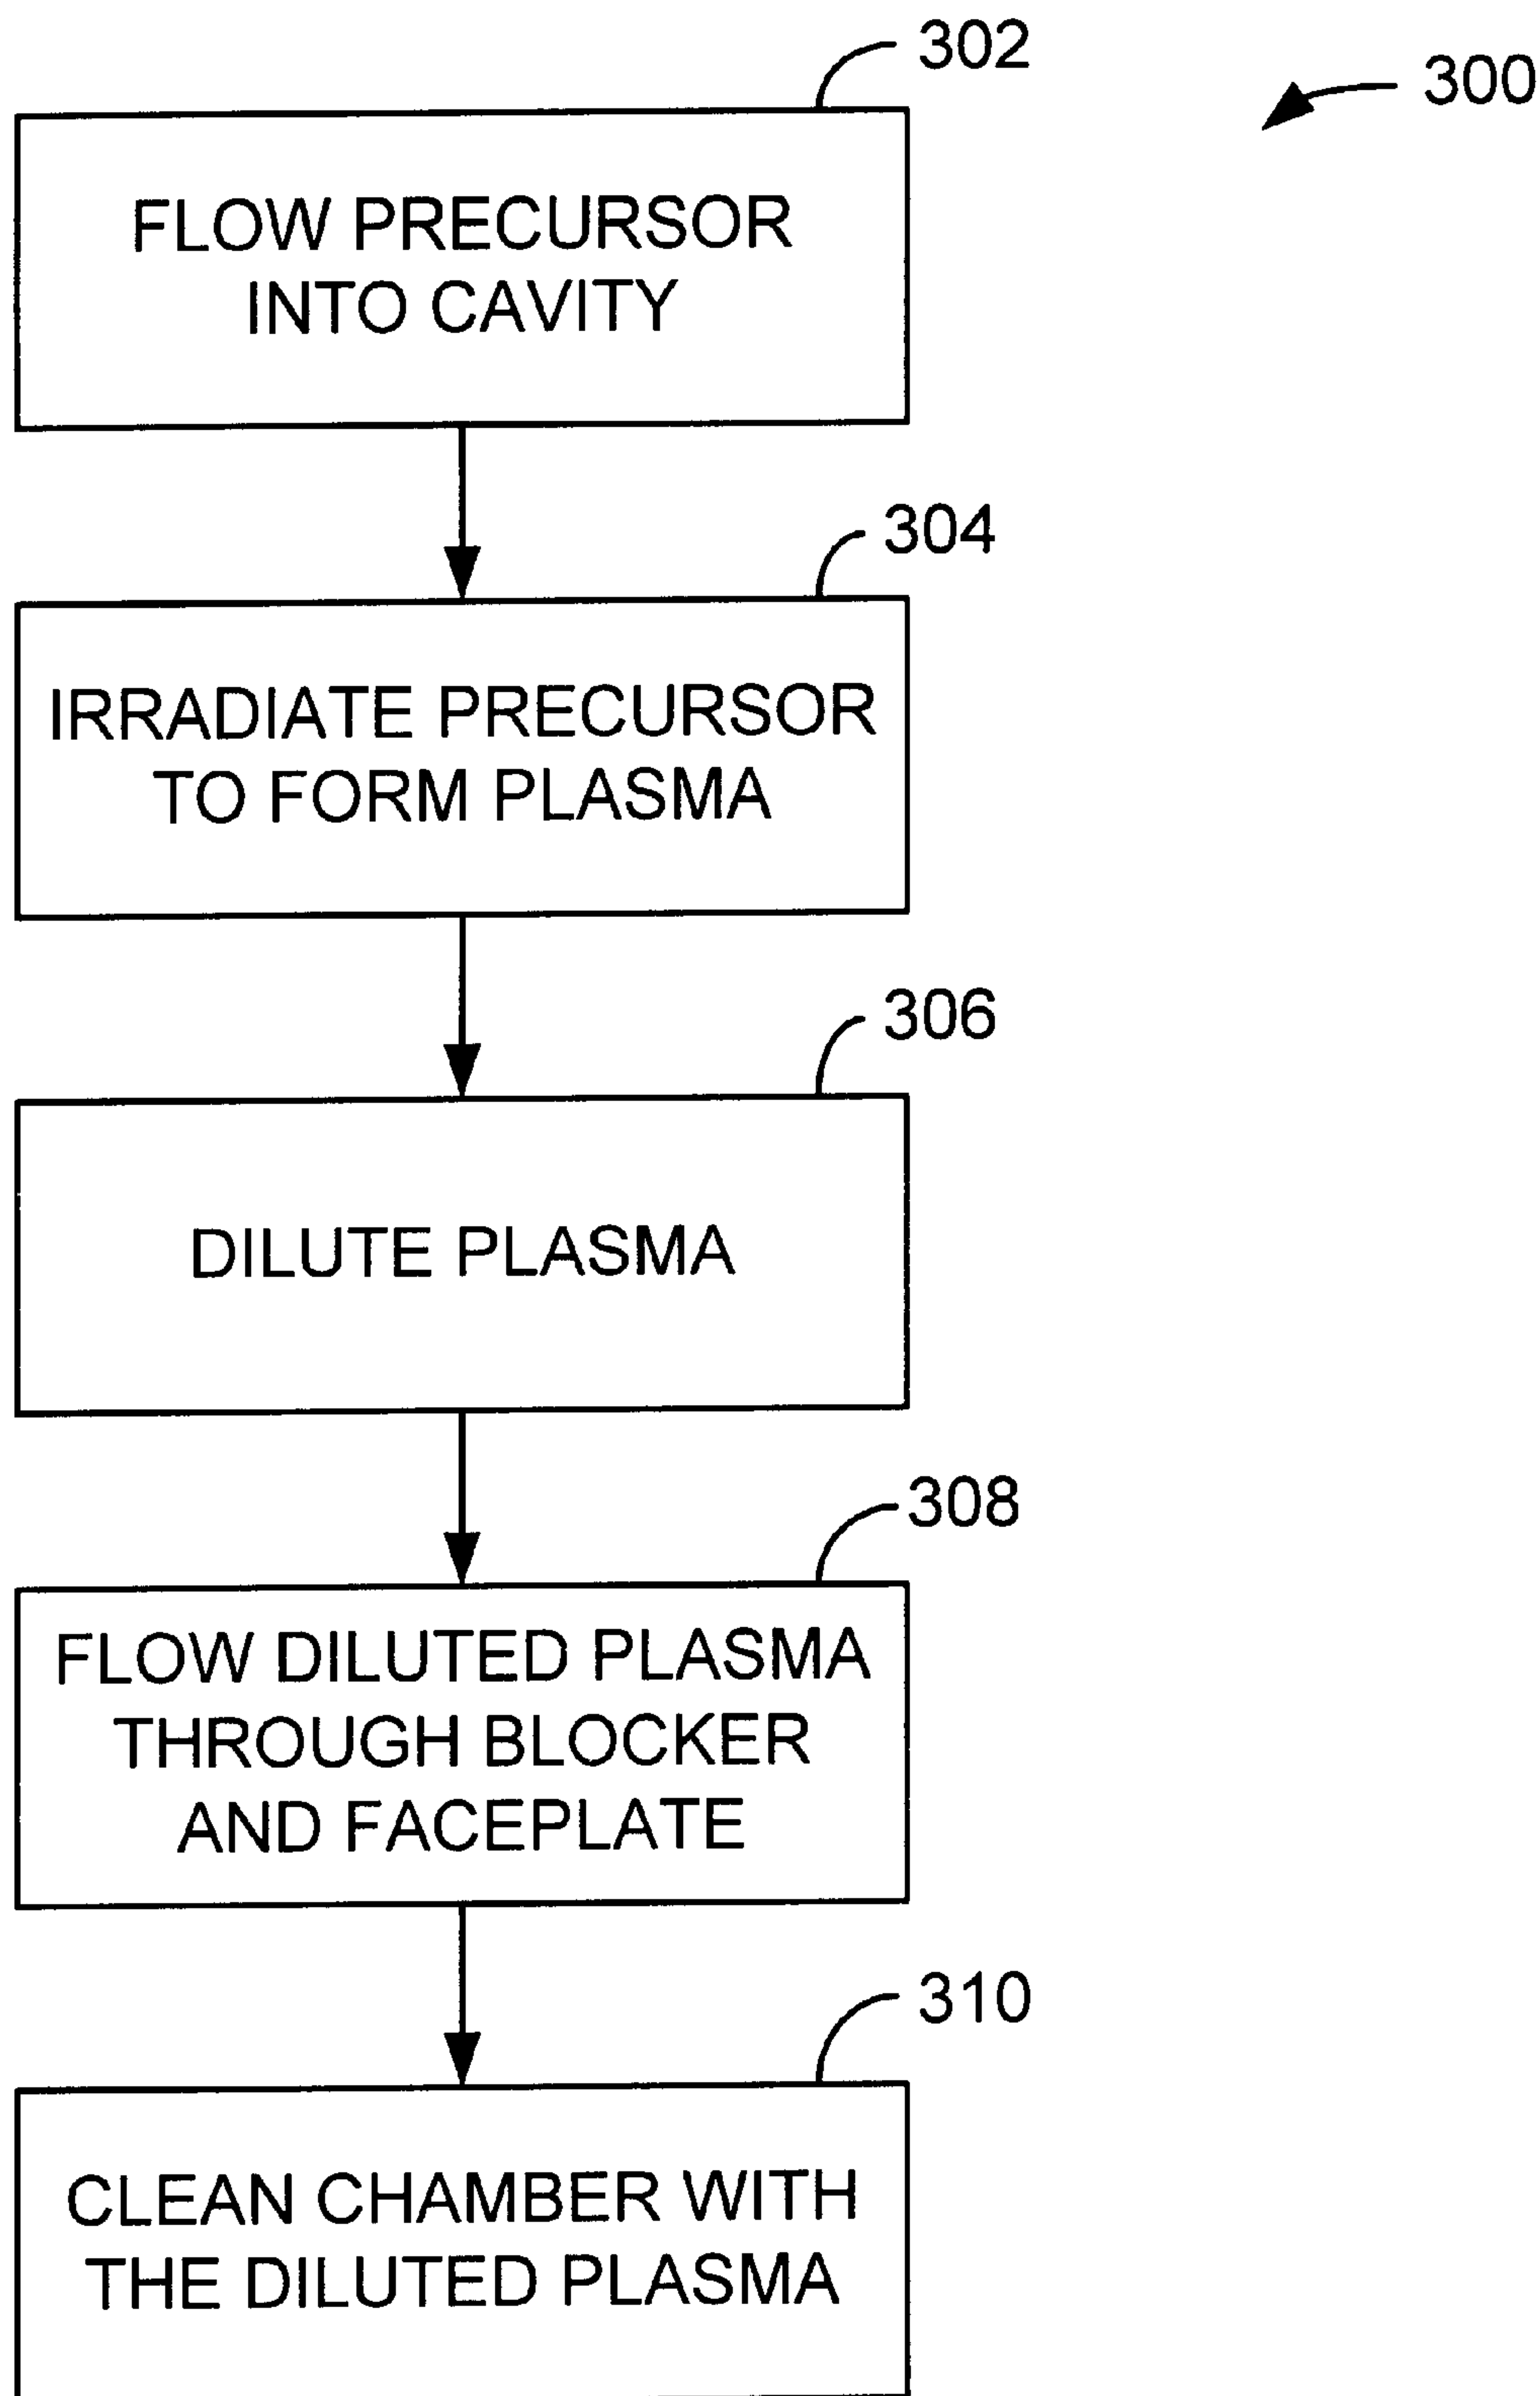 302
300
FLOW PRECURSOR
INTO CAVITY
304
IRRADIATE PRECURSOR
TO FORM PLASMA
306
DILUTE PLASMA
308
FLOW DILUTED PLASMA
THROUGH BLOCKER
AND FACEPLATE
310
CLEAN CHAMBER WITH
THE DILUTED PLASMA